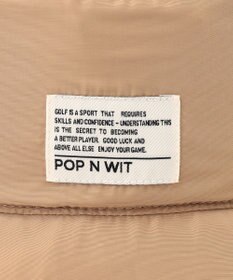 GOLF IS A SPORT THAT REQUIRES
SKILLS AND CONFIDENCE - UNDERSTANDING THIS
IS THE SECRET TO BECOMING
A BETTER PLAYER. GOOD LUCK AND
ABOVE ALL ELSE ENJOY YOUR GAME.
POP N WIT